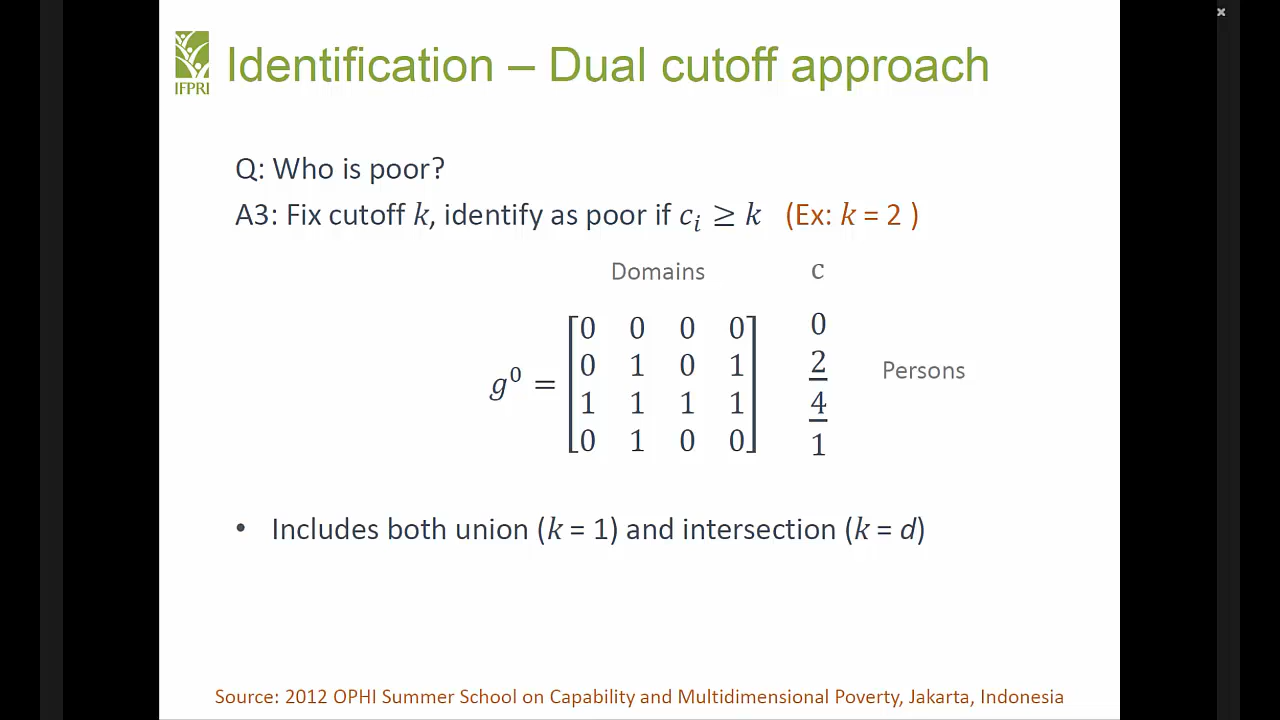 IFPRI
Identification – Dual cutoff approach
Q: Who is poor?
A3: Fix cutoff k, identify as poor if cᵢ ≥ k (Ex: k = 2 )
Domains c
g⁰ =
0 0 0 0 0
0 1 0 1 2
1 1 1 1 4
0 1 0 0 1
Persons
• Includes both union (k = 1) and intersection (k = d)
Source: 2012 OPHI Summer School on Capability and Multidimensional Poverty, Jakarta, Indonesia